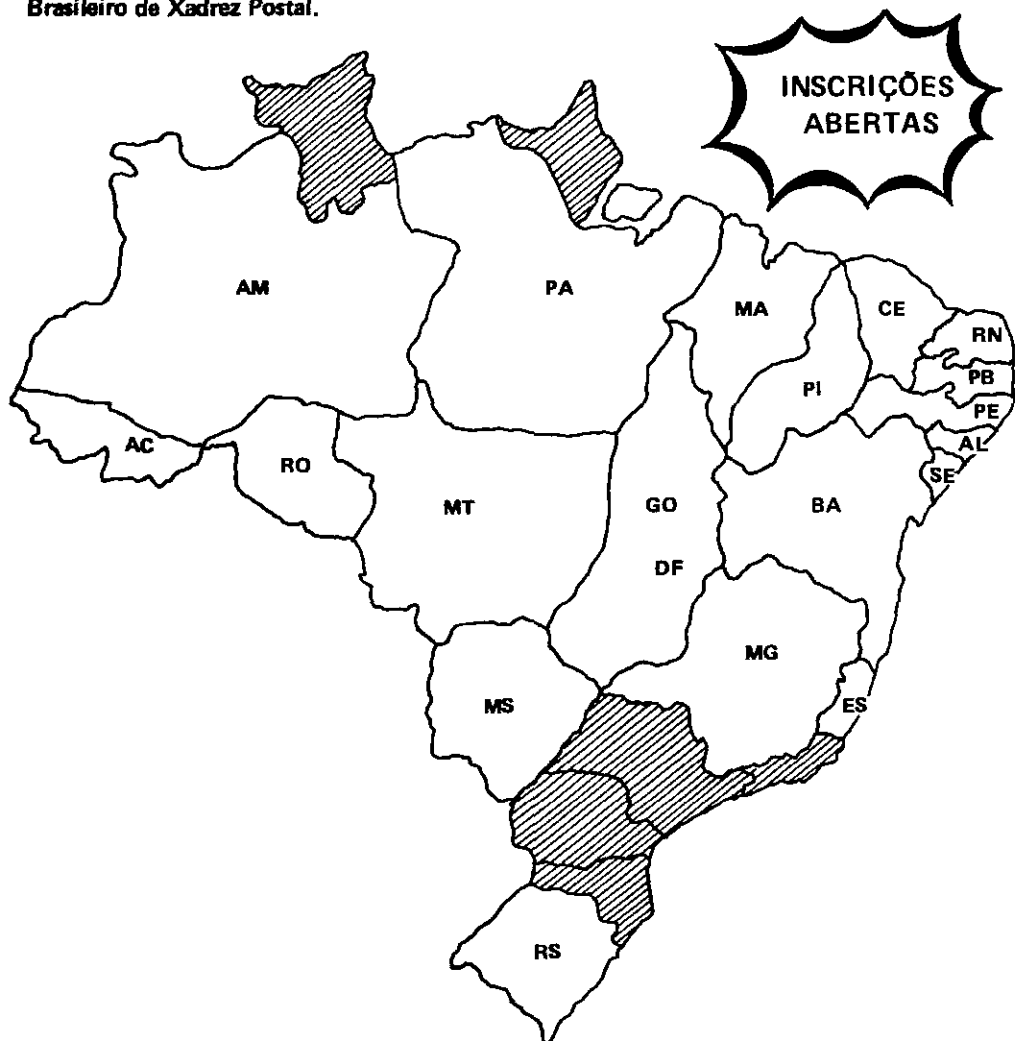 Brasileiro de Xadrez Postal.
INSCRIÇÕES
ABERTAS
AM
PA
MA
CE
RN
PI
PB
PE
AC
AL
RO
SE
MT
GO
BA
DF
MG
MS
ES
RS